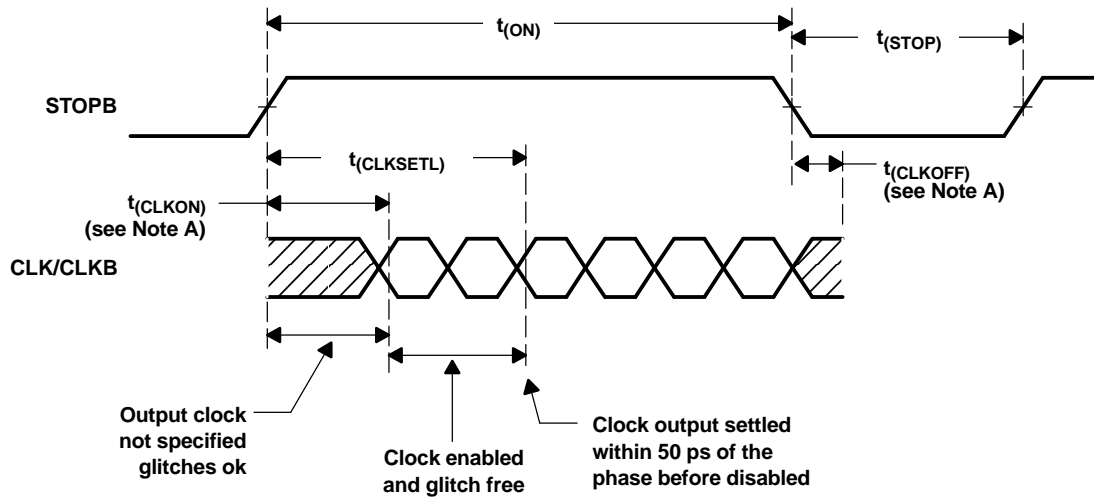 t(ON)
t(STOP)
STOPB
t(CLKSETL)
t(CLKOFF)
(see Note A)
t(CLKON)
(see Note A)
CLK/CLKB
Output clock
not specified
glitches ok
Clock enabled
and glitch free
Clock output settled
within 50 ps of the
phase before disabled